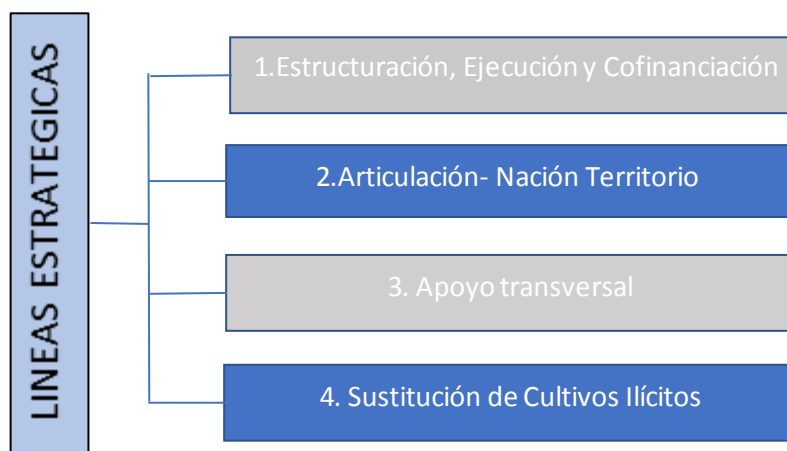 LINEAS ESTRATEGICAS
1.Estructuración, Ejecución y Cofinanciación
2.Articulación- Nación Territorio
3. Apoyo transversal
4. Sustitución de Cultivos Ilícitos